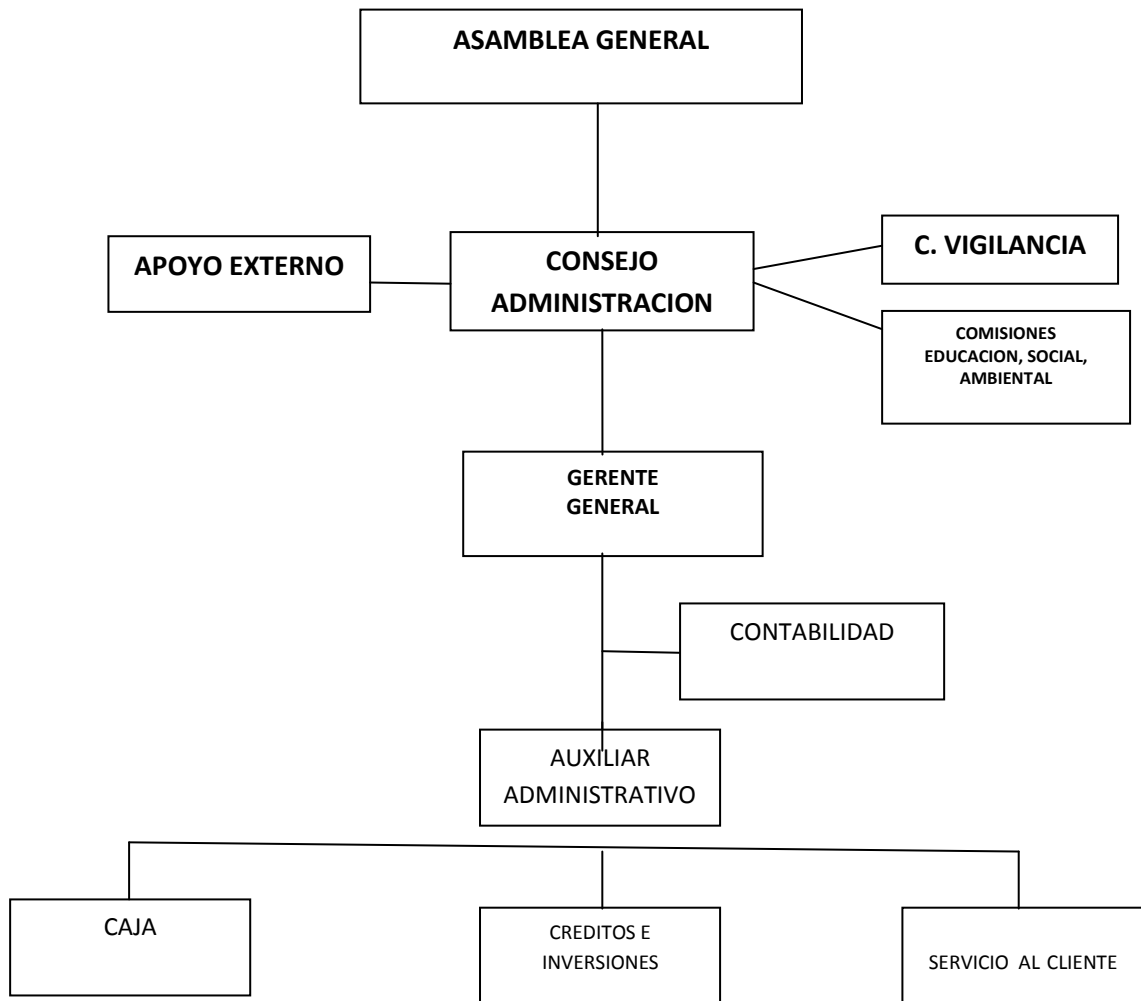 ASAMBLEA GENERAL
APOYO EXTERNO
CONSEJO
ADMINISTRACION
C. VIGILANCIA
COMISIONES
EDUCACION, SOCIAL,
AMBIENTAL
GERENTE
GENERAL
CONTABILIDAD
AUXILIAR
ADMINISTRATIVO
CAJA
CREDITOS E
INVERSIONES
SERVICIO AL CLIENTE